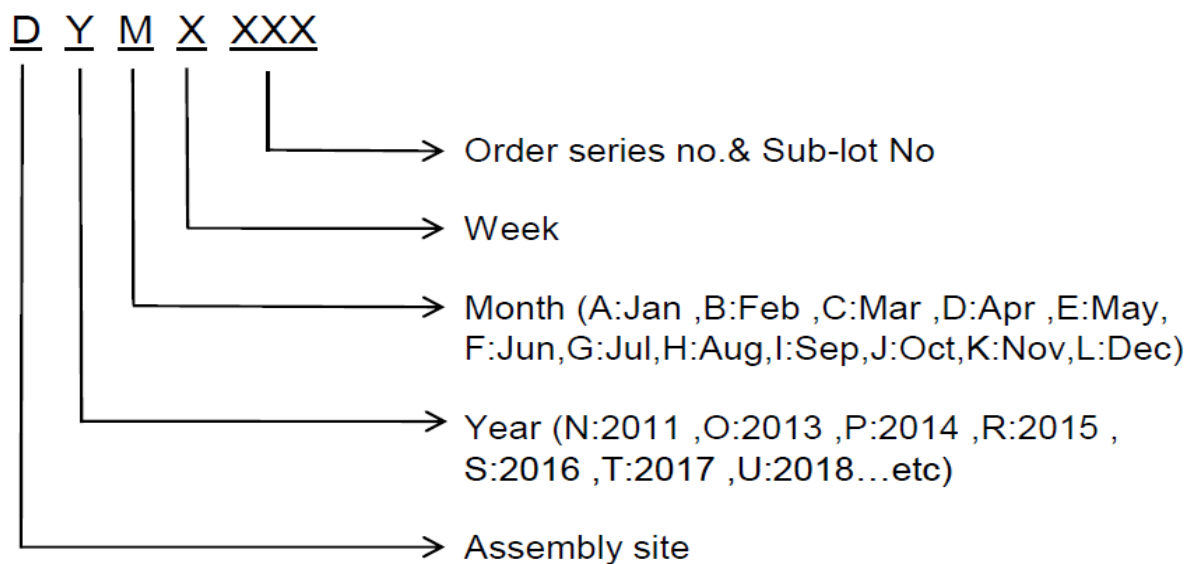 D Y M X XXX
Order series no.& Sub-lot No
Week
Month (A:Jan ,B:Feb ,C:Mar ,D:Apr ,E:May,
F:Jun,G:Jul,H:Aug,I:Sep,J:Oct,K:Nov,L:Dec)
Year (N:2011 ,O:2013 ,P:2014 ,R:2015 ,
S:2016 ,T:2017 ,U:2018...etc)
Assembly site